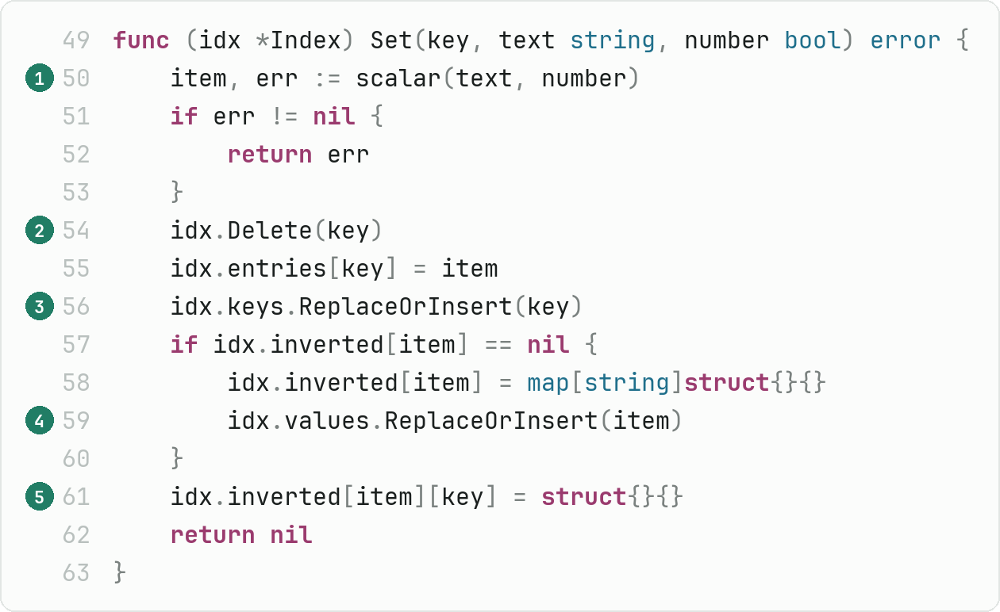 49 func (idx *Index) Set(key, text string, number bool) error {
1 50     item, err := scalar(text, number)
51     if err != nil {
52         return err
53     }
2 54     idx.Delete(key)
55     idx.entries[key] = item
3 56     idx.keys.ReplaceOrInsert(key)
57     if idx.inverted[item] == nil {
58         idx.inverted[item] = map[string]struct{}{}
4 59         idx.values.ReplaceOrInsert(item)
60     }
5 61     idx.inverted[item][key] = struct{}{}
62     return nil
63 }